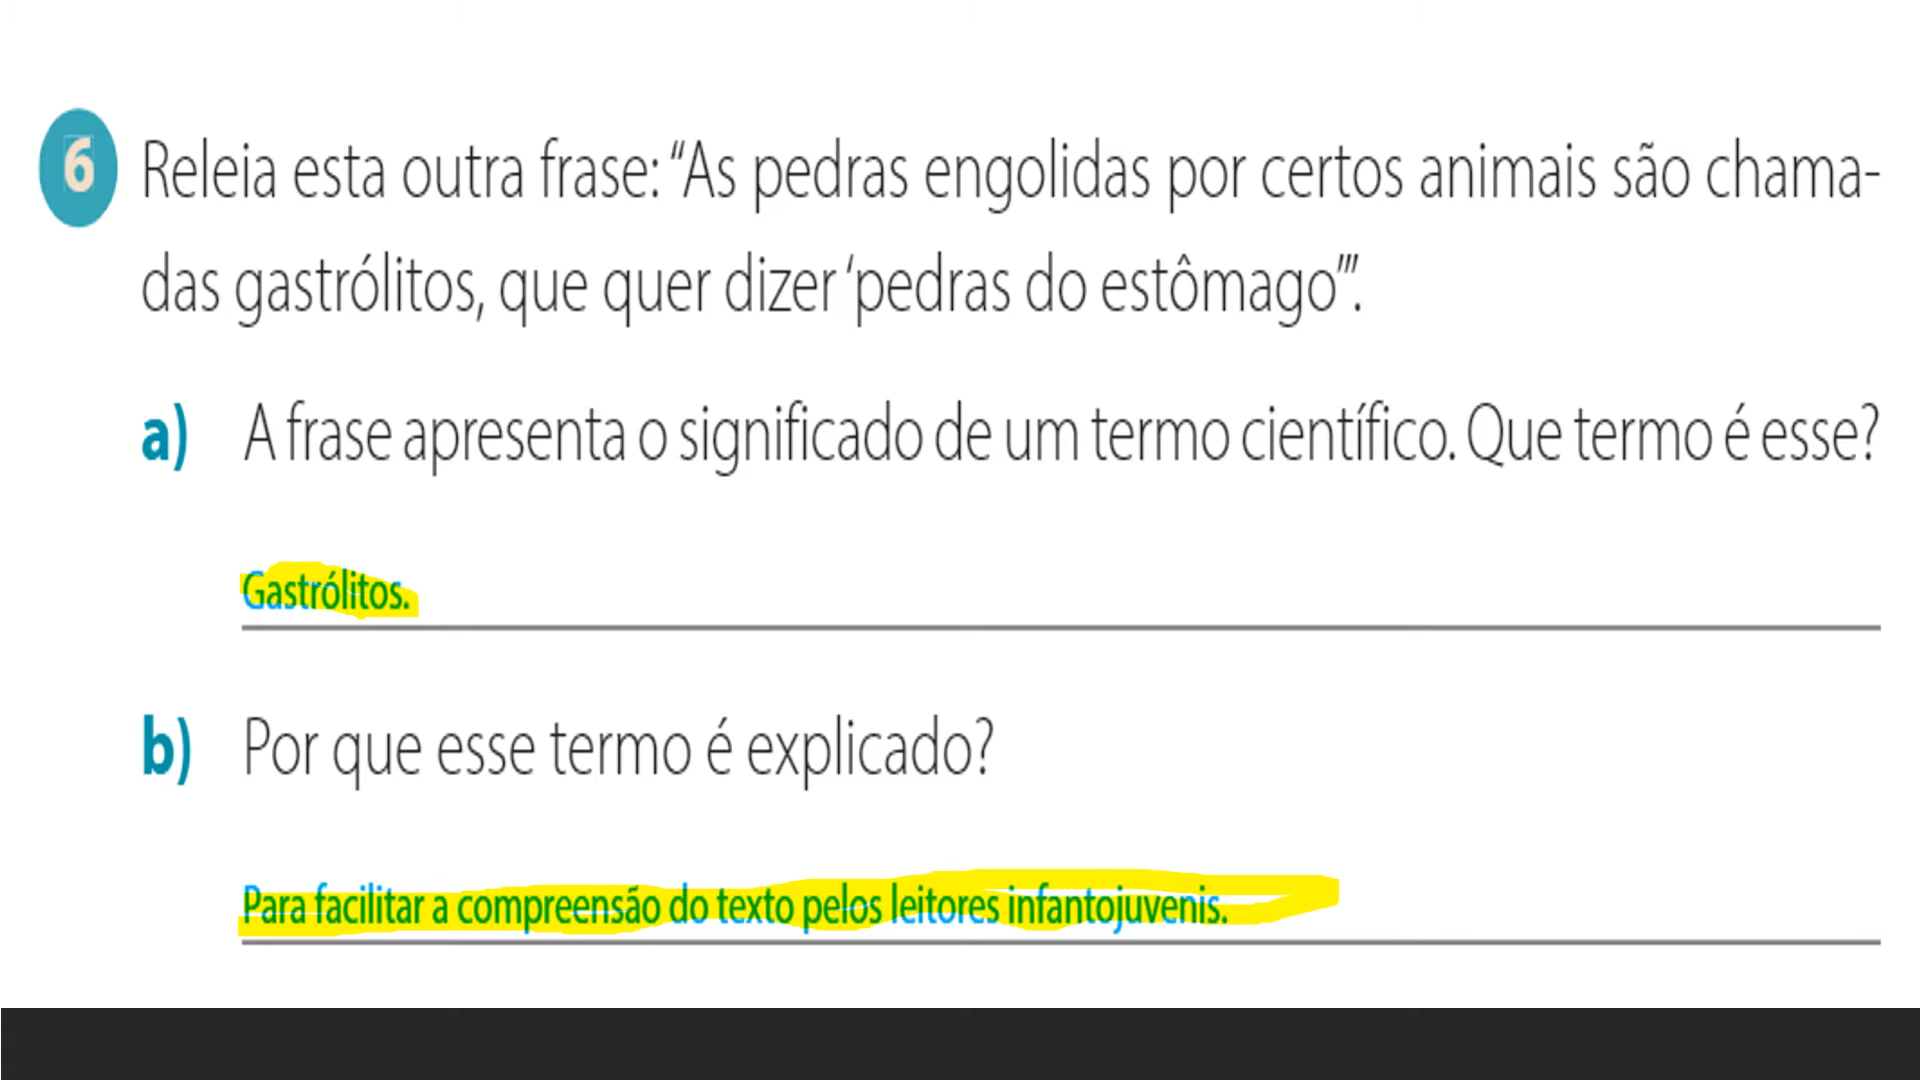 6 Releia esta outra frase: “As pedras engolidas por certos animais são chama-
das gastrólitos, que quer dizer ‘pedras do estômago’”.
a) A frase apresenta o significado de um termo científico. Que termo é esse?
Gastrólitos.
b) Por que esse termo é explicado?
Para facilitar a compreensão do texto pelos leitores infantojuvenis.